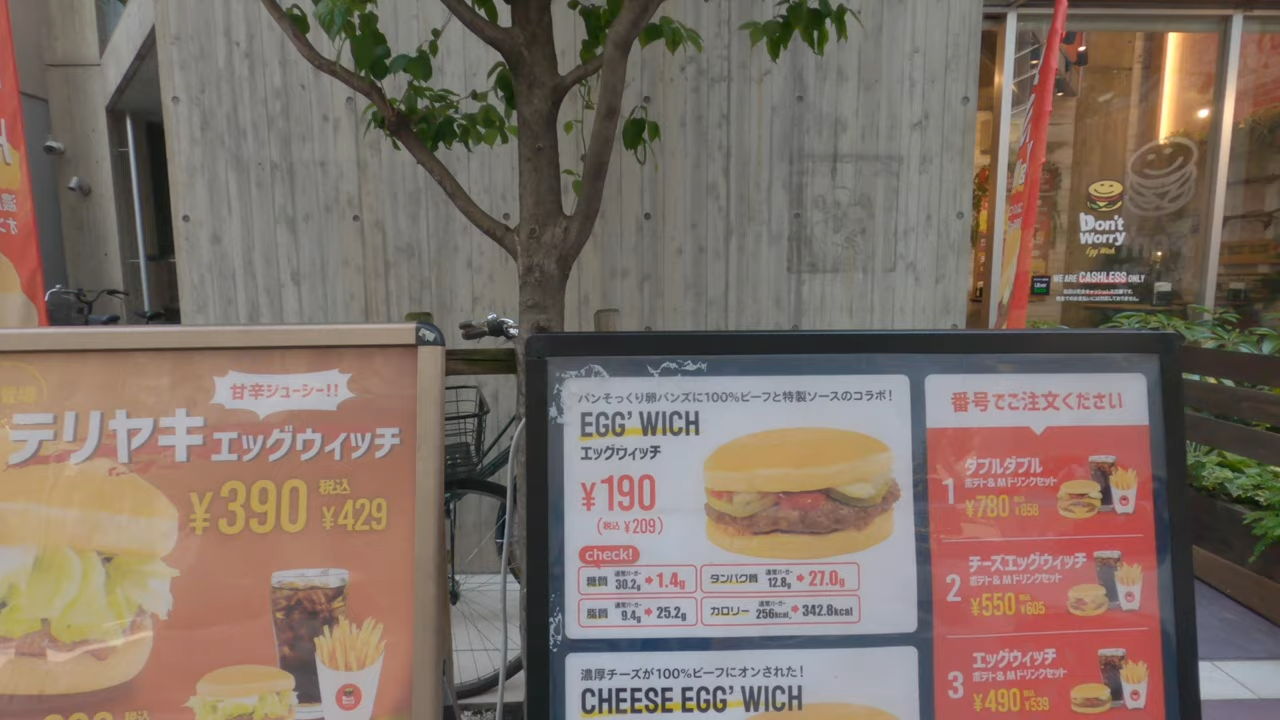 甘辛ジューシー!!
テリヤキエッグウィッチ
¥390 税込 ¥429
パンそっくり卵バンズに100%ビーフと特製ソースのコラボ!
EGG' WICH
エッグウィッチ
¥190
(税込 ¥209)
check!
糖質 通常バーガー 30.2g → 1.4g
タンパク質 通常バーガー 12.8g → 27.0g
脂質 通常バーガー 9.4g → 25.2g
カロリー 通常バーガー 256kcal → 342.8kcal
濃厚チーズが100%ビーフにオンされた!
CHEESE EGG' WICH
番号でご注文ください
1 ダブルダブル
ポテト&Mドリンクセット
¥780 税込 ¥858
2 チーズエッグウィッチ
ポテト&Mドリンクセット
¥550 税込 ¥605
3 エッグウィッチ
ポテト&Mドリンクセット
¥490 税込 ¥539
Don't
Worry
Egg Wich
WE ARE CASHLESS ONLY
Uber